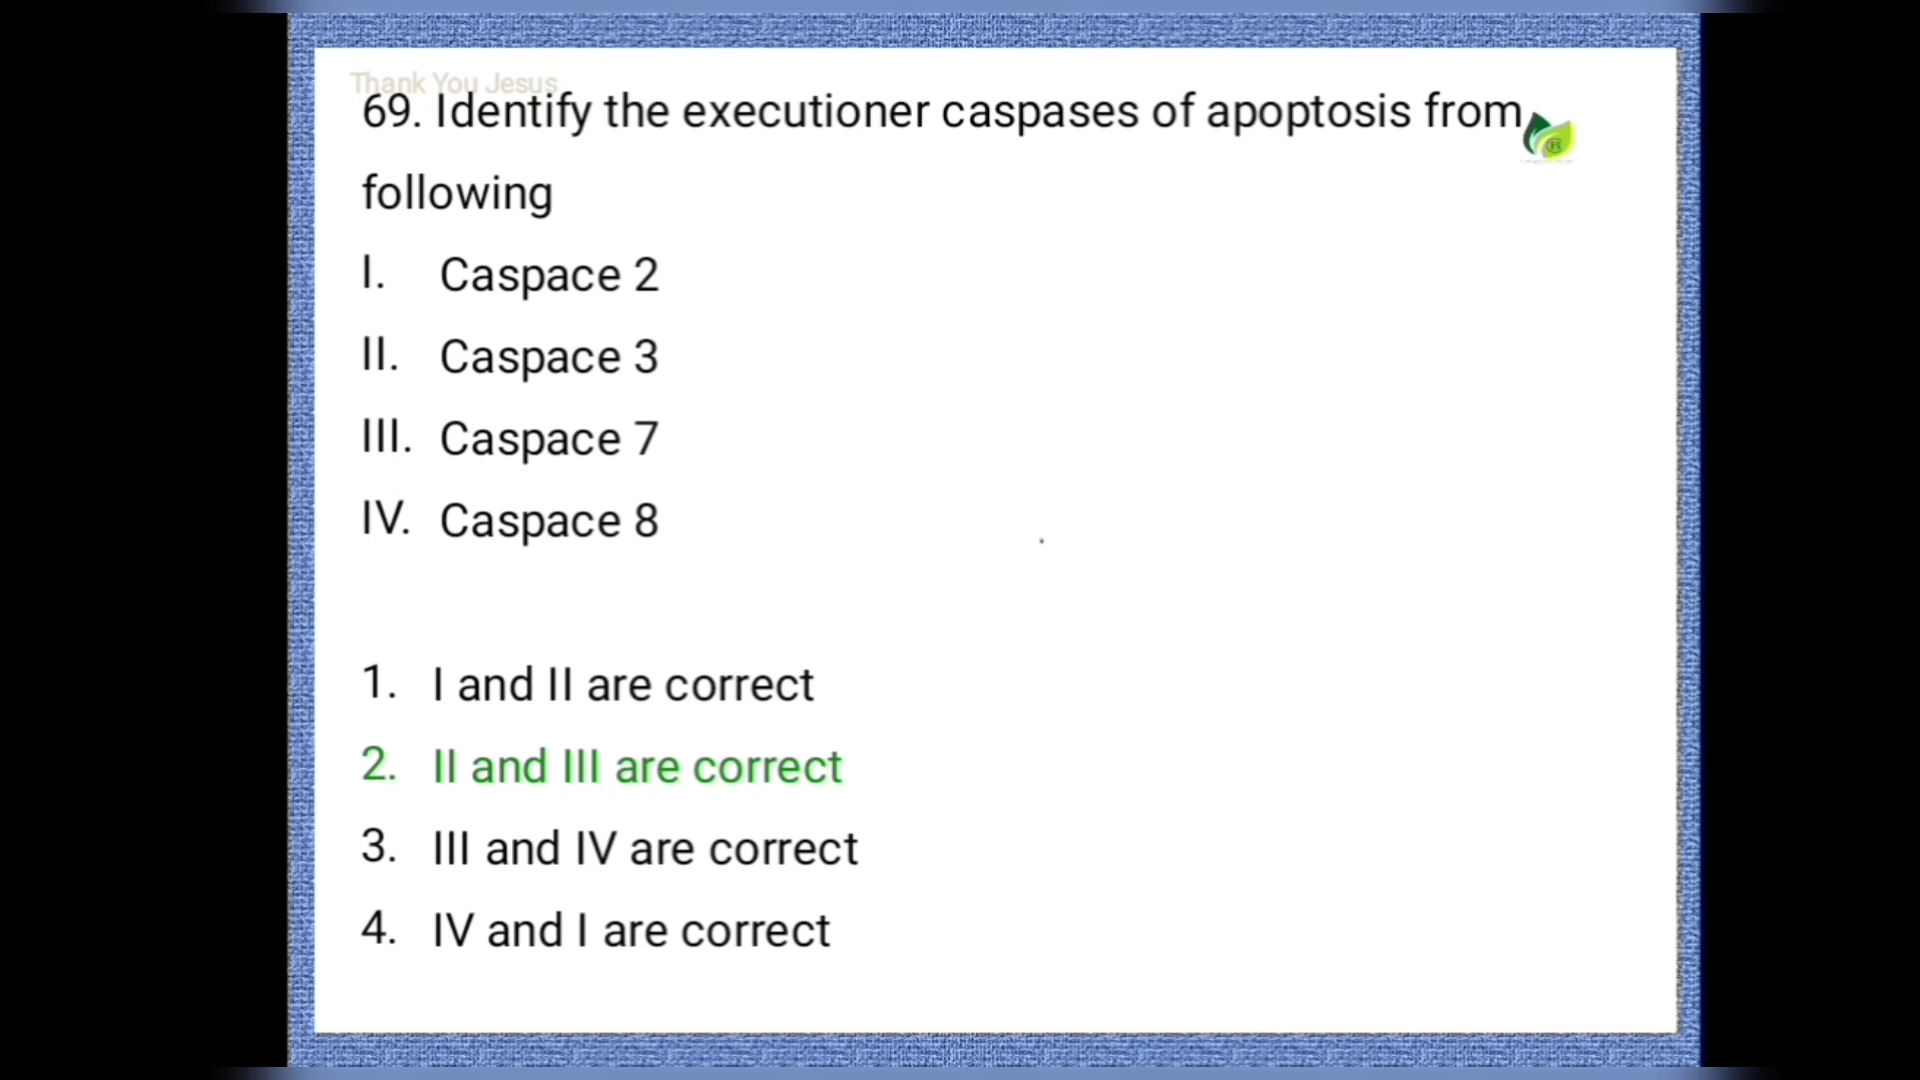 Thank You Jesus
69. Identify the executioner caspases of apoptosis from
following
I. Caspace 2
II. Caspace 3
III. Caspace 7
IV. Caspace 8
1. I and II are correct
2. II and III are correct
3. III and IV are correct
4. IV and I are correct